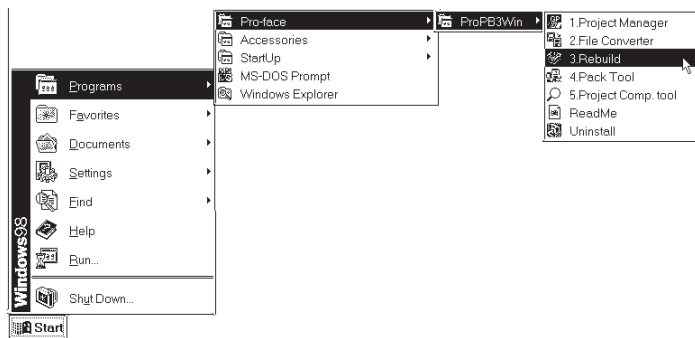 Pro-face
Accessories
StartUp
MS-DOS Prompt
Windows Explorer
ProPB3Win
1.Project Manager
2.File Converter
3.Rebuild
4.Pack Tool
5.Project Comp. tool
ReadMe
Uninstall
Programs
Favorites
Documents
Settings
Find
Help
Run...
Shut Down...
Windows98
Start